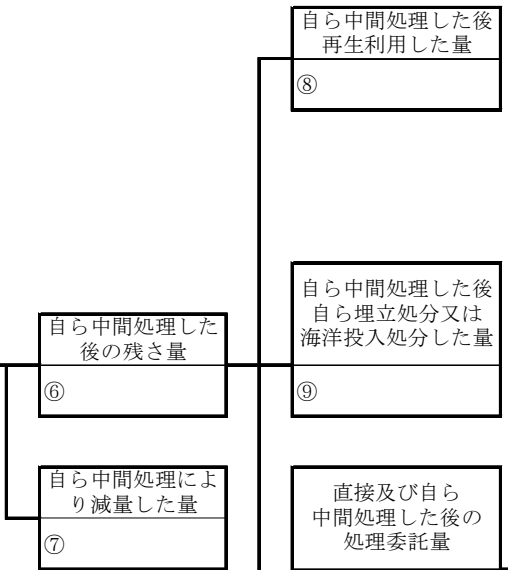 自ら中間処理した後
再生利用した量
⑧
自ら中間処理した後
自ら埋立処分又は
海洋投入処分した量
⑨
自ら中間処理した
後の残さ量
⑥
自ら中間処理によ
り減量した量
⑦
直接及び自ら
中間処理した後の
処理委託量